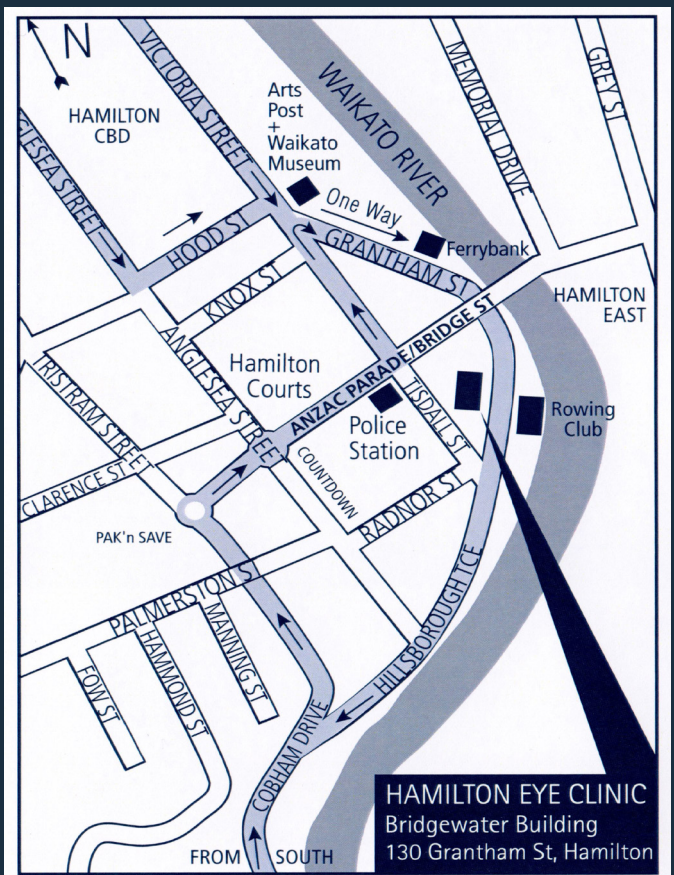 N
VICTORIA STREET
WAIKATO RIVER
MEMORIAL DRIVE
GREY ST
HAMILTON
CBD
Arts
Post
+
Waikato
Museum
GLESEA STREET
One Way
HOOD ST
GRANTHAM ST
Ferrybank
KNOX ST
HAMILTON
EAST
ANZAC PARADE/BRIDGE ST
ANGLESEA STREET
Hamilton
Courts
TRISTRAM STREET
TISDALL ST
Police
Station
Rowing
Club
CLARENCE ST
COUNTDOWN
RADNOR ST
PAK'n SAVE
PALMERSTON S
HILLSBOROUGH TCE
MANNING ST
HAMMOND ST
FOW ST
COBHAM DRIVE
FROM SOUTH
HAMILTON EYE CLINIC
Bridgewater Building
130 Grantham St, Hamilton